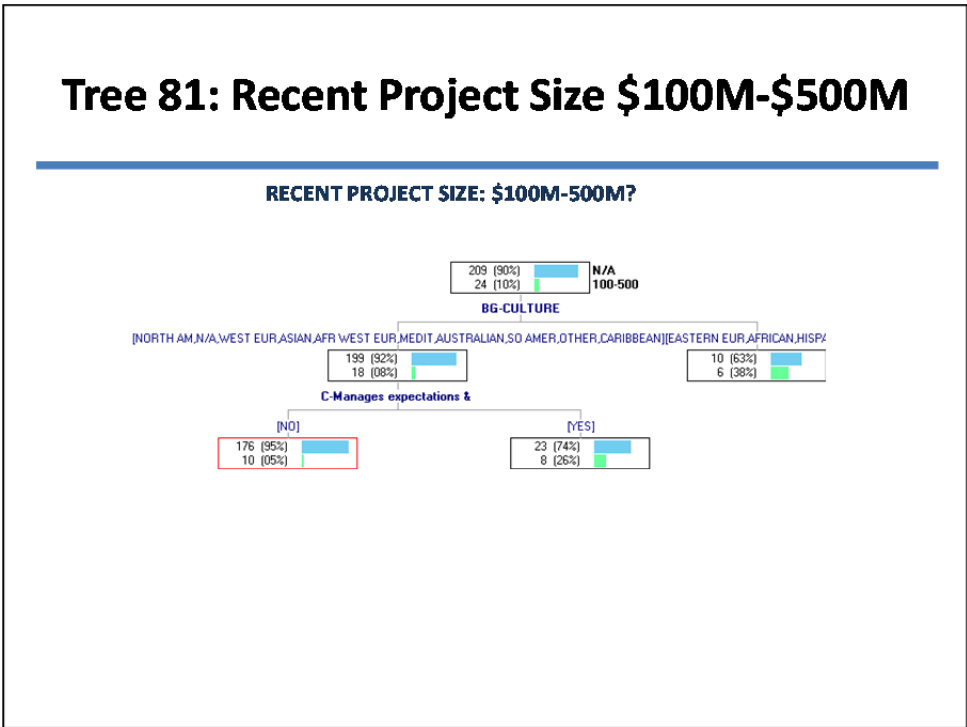 Tree 81: Recent Project Size $100M-$500M
RECENT PROJECT SIZE: $100M-500M?
209 (90%) N/A
24 (10%) 100-500
BG-CULTURE
[NORTH AM,N/A,WEST EUR,ASIAN,AFR WEST EUR,MEDIT,AUSTRALIAN,SO AMER,OTHER,CARIBBEAN][EASTERN EUR,AFRICAN,HISPA
199 (92%) 10 (63%)
18 (08%) 6 (38%)
C-Manages expectations &
[NO] [YES]
176 (95%) 23 (74%)
10 (05%) 8 (26%)